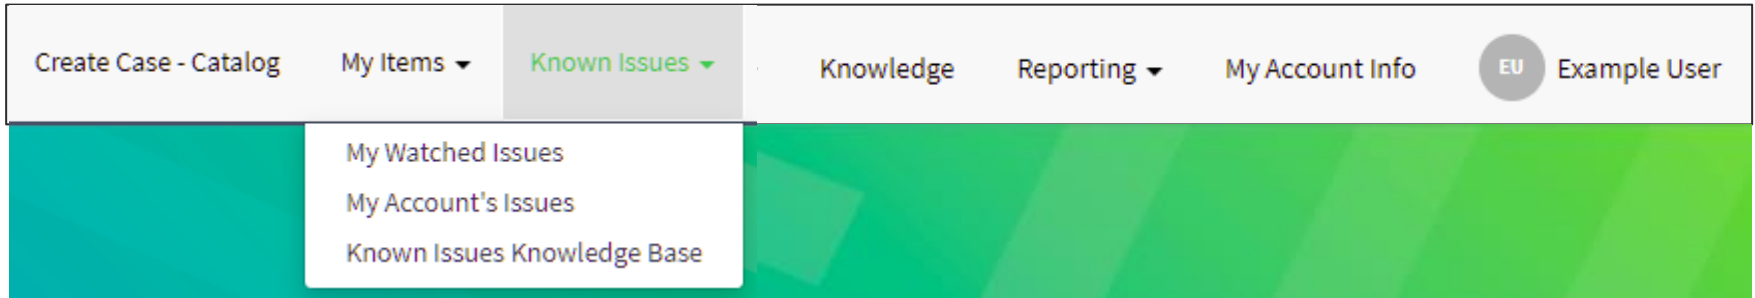 Create Case - Catalog My Items Known Issues Knowledge Reporting My Account Info EU Example User
My Watched Issues
My Account's Issues
Known Issues Knowledge Base